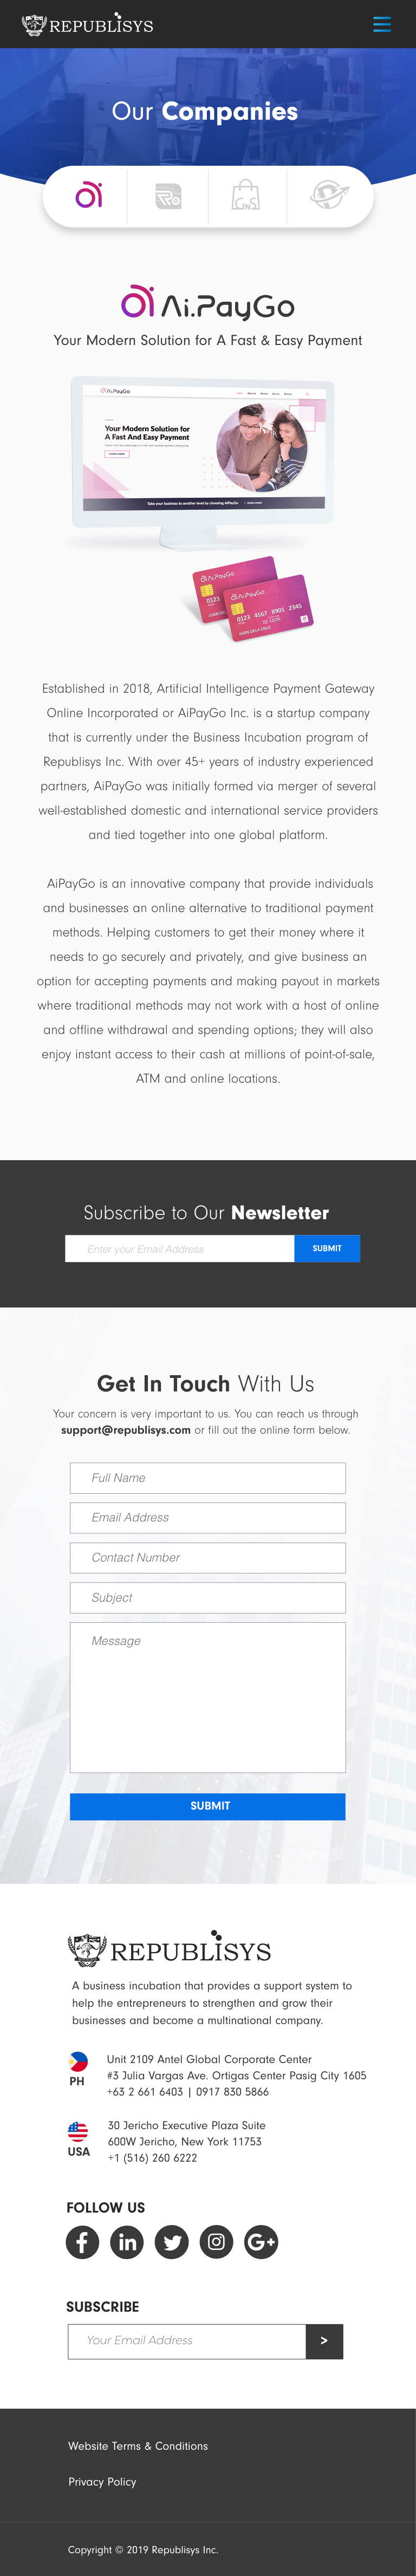 REPUBLISYS
Our Companies
RRO
GINS
Ai.PayGo
Your Modern Solution for A Fast & Easy Payment
Ai.PayGo
Your Modern Solution for
A Fast And Easy Payment
Take your business to another level by choosing AiPayGo
Ai.PayGo
0123
Ai.PayGo
0123 4567 8901 2345
JUAN DELA CRUZ
Established in 2018, Artificial Intelligence Payment Gateway
Online Incorporated or AiPayGo Inc. is a startup company
that is currently under the Business Incubation program of
Republisys Inc. With over 45+ years of industry experienced
partners, AiPayGo was initially formed via merger of several
well-established domestic and international service providers
and tied together into one global platform.
AiPayGo is an innovative company that provide individuals
and businesses an online alternative to traditional payment
methods. Helping customers to get their money where it
needs to go securely and privately, and give business an
option for accepting payments and making payout in markets
where traditional methods may not work with a host of online
and offline withdrawal and spending options; they will also
enjoy instant access to their cash at millions of point-of-sale,
ATM and online locations.
Subscribe to Our Newsletter
Enter your Email Address
SUBMIT
Get In Touch With Us
Your concern is very important to us. You can reach us through
support@republisys.com or fill out the online form below.
Full Name
Email Address
Contact Number
Subject
Message
SUBMIT
REPUBLISYS
A business incubation that provides a support system to
help the entrepreneurs to strengthen and grow their
businesses and become a multinational company.
PH
Unit 2109 Antel Global Corporate Center
#3 Julia Vargas Ave. Ortigas Center Pasig City 1605
+63 2 661 6403 | 0917 830 5866
USA
30 Jericho Executive Plaza Suite
600W Jericho, New York 11753
+1 (516) 260 6222
FOLLOW US
f in G+
SUBSCRIBE
Your Email Address
>
Website Terms & Conditions
Privacy Policy
Copyright © 2019 Republisys Inc.